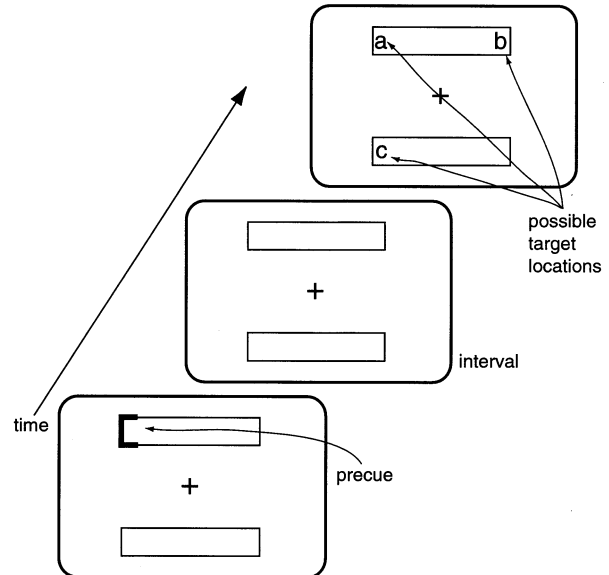 a b
+
c
possible
target
locations
+
interval
time
precue
+